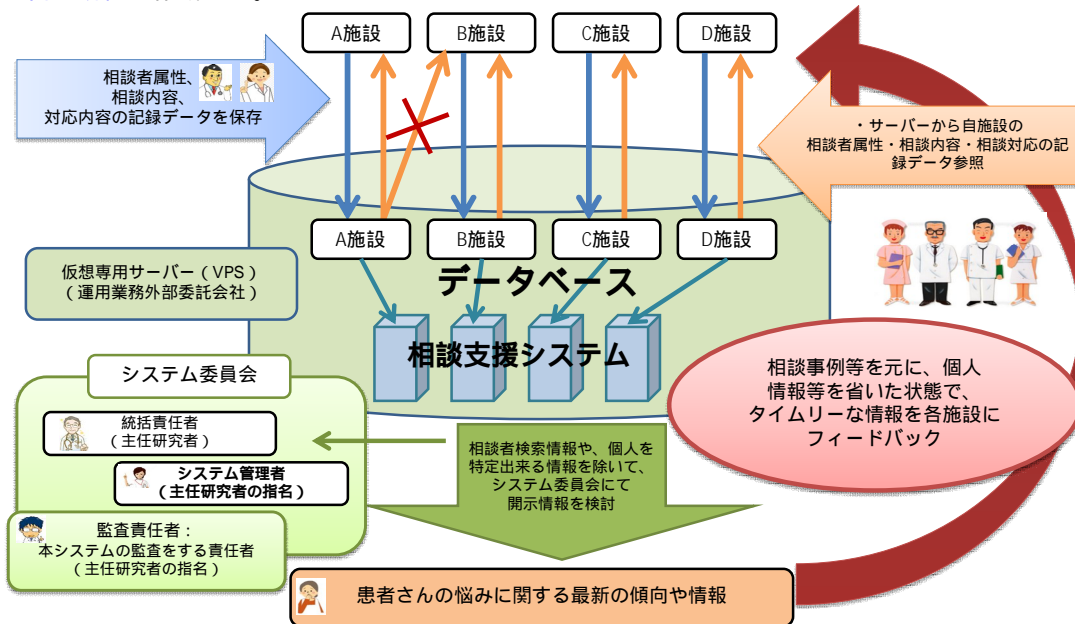 A施設
B施設
C施設
D施設
相談者属性、
相談内容、
対応内容の記録データを保存
・サーバーから自施設の
相談者属性・相談内容・相談対応の記
録データ参照
A施設
B施設
C施設
D施設
データベース
仮想専用サーバー(VPS)
(運用業務外部委託会社)
相談支援システム
システム委員会
統括責任者
(主任研究者)
システム管理者
(主任研究者の指名)
監査責任者：
本システムの監査をする責任者
(主任研究者の指名)
相談者検索情報や、個人を
特定出来る情報を除いて、
システム委員会にて
開示情報を検討
相談事例等を元に、個人
情報等を省いた状態で、
タイムリーな情報を各施設に
フィードバック
患者さんの悩みに関する最新の傾向や情報